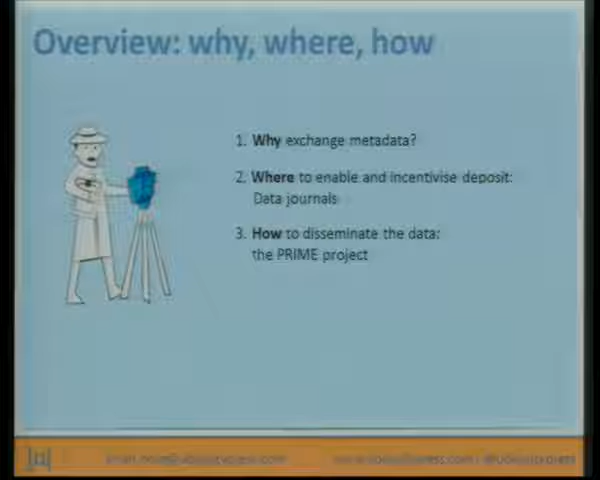 Overview: why, where, how
1. Why exchange metadata?
2. Where to enable and incentivise deposit:
Data journals
3. How to disseminate the data:
the PRIME project